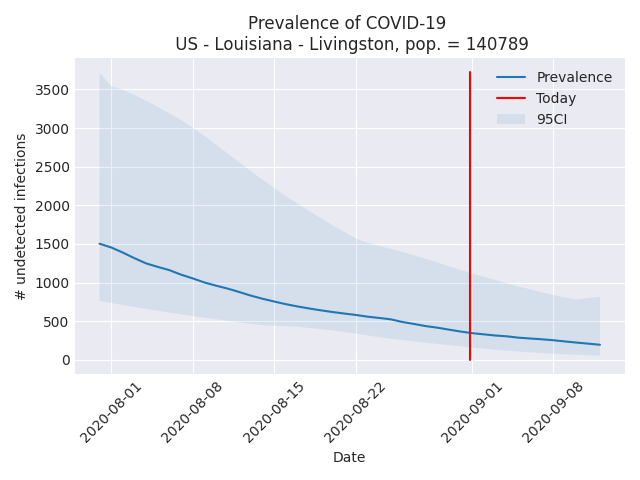 Prevalence of COVID-19
US - Louisiana - Livingston, pop. = 140789
Prevalence
Today
95CI
# undetected infections
3500
3000
2500
2000
1500
1000
500
0
2020-08-01
2020-08-08
2020-08-15
2020-08-22
2020-09-01
2020-09-08
Date